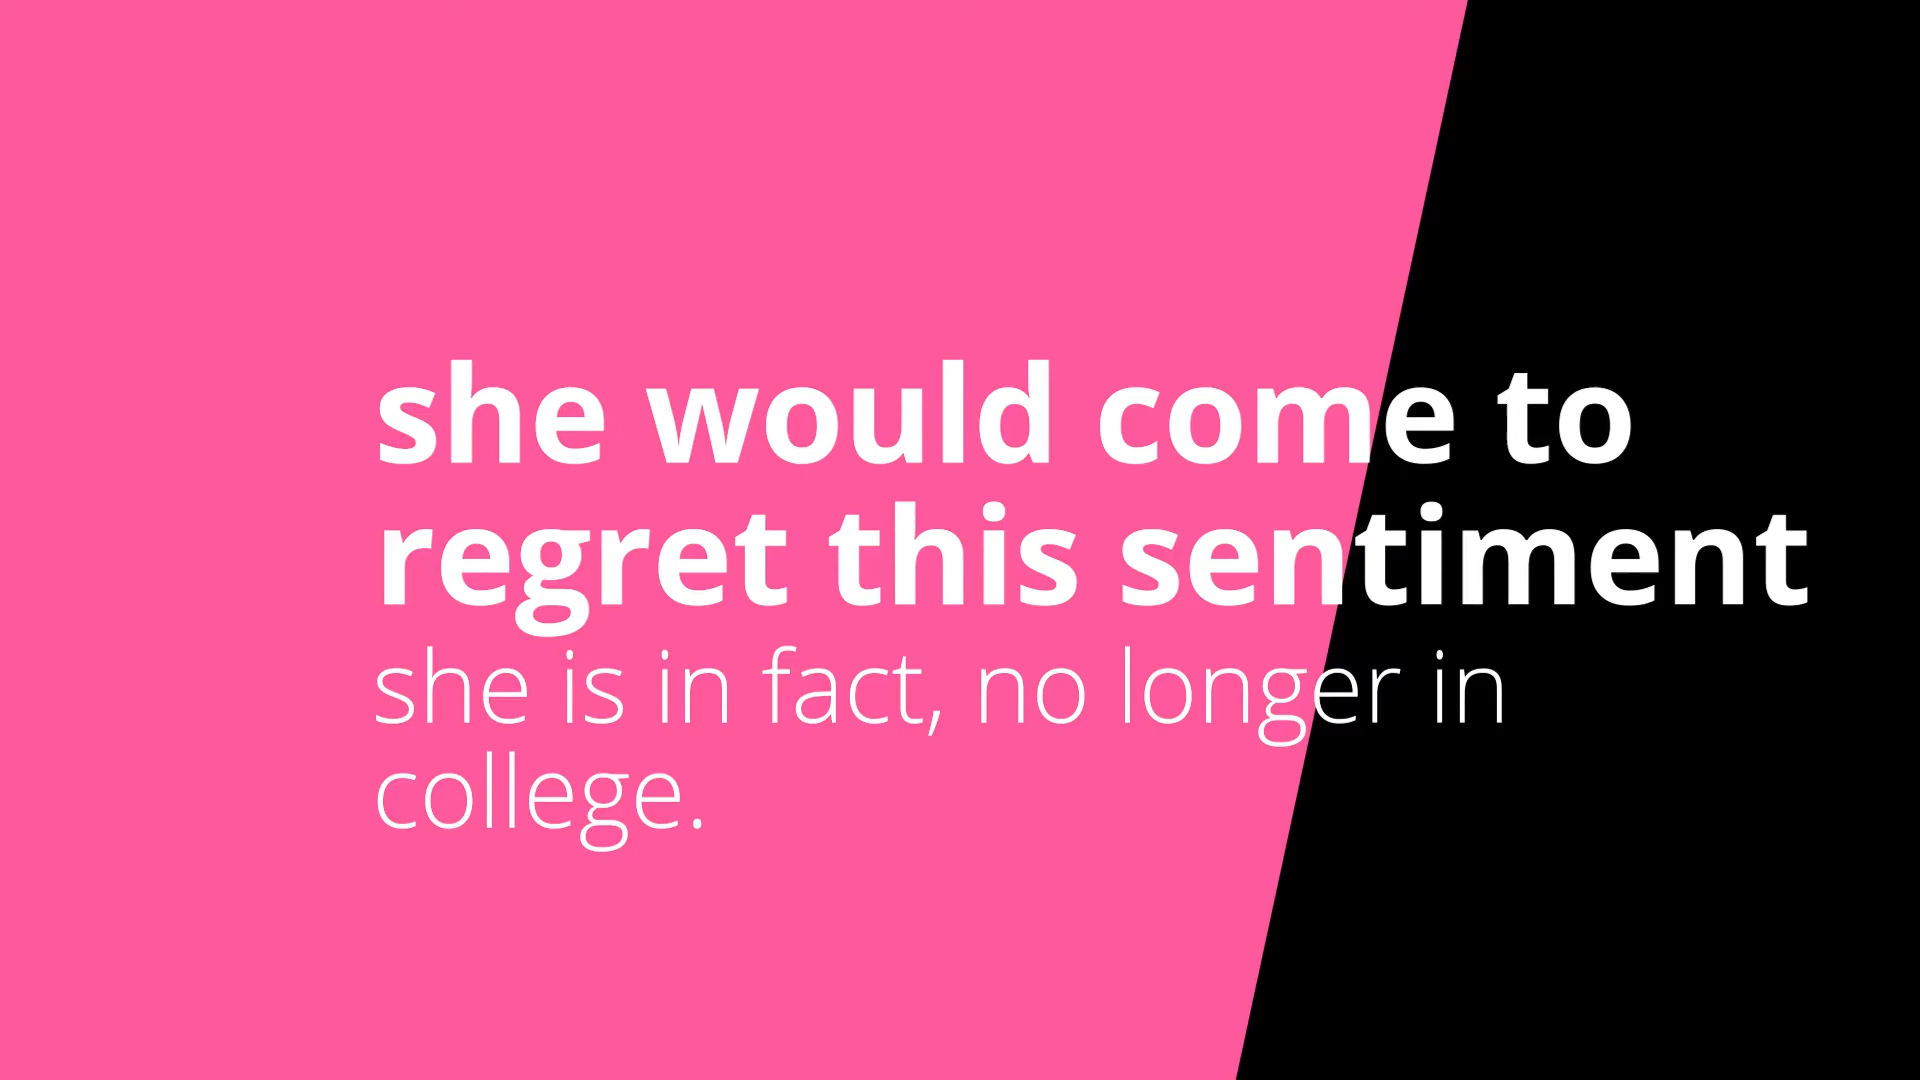 she would come to
regret this sentiment
she is in fact, no longer in
college.